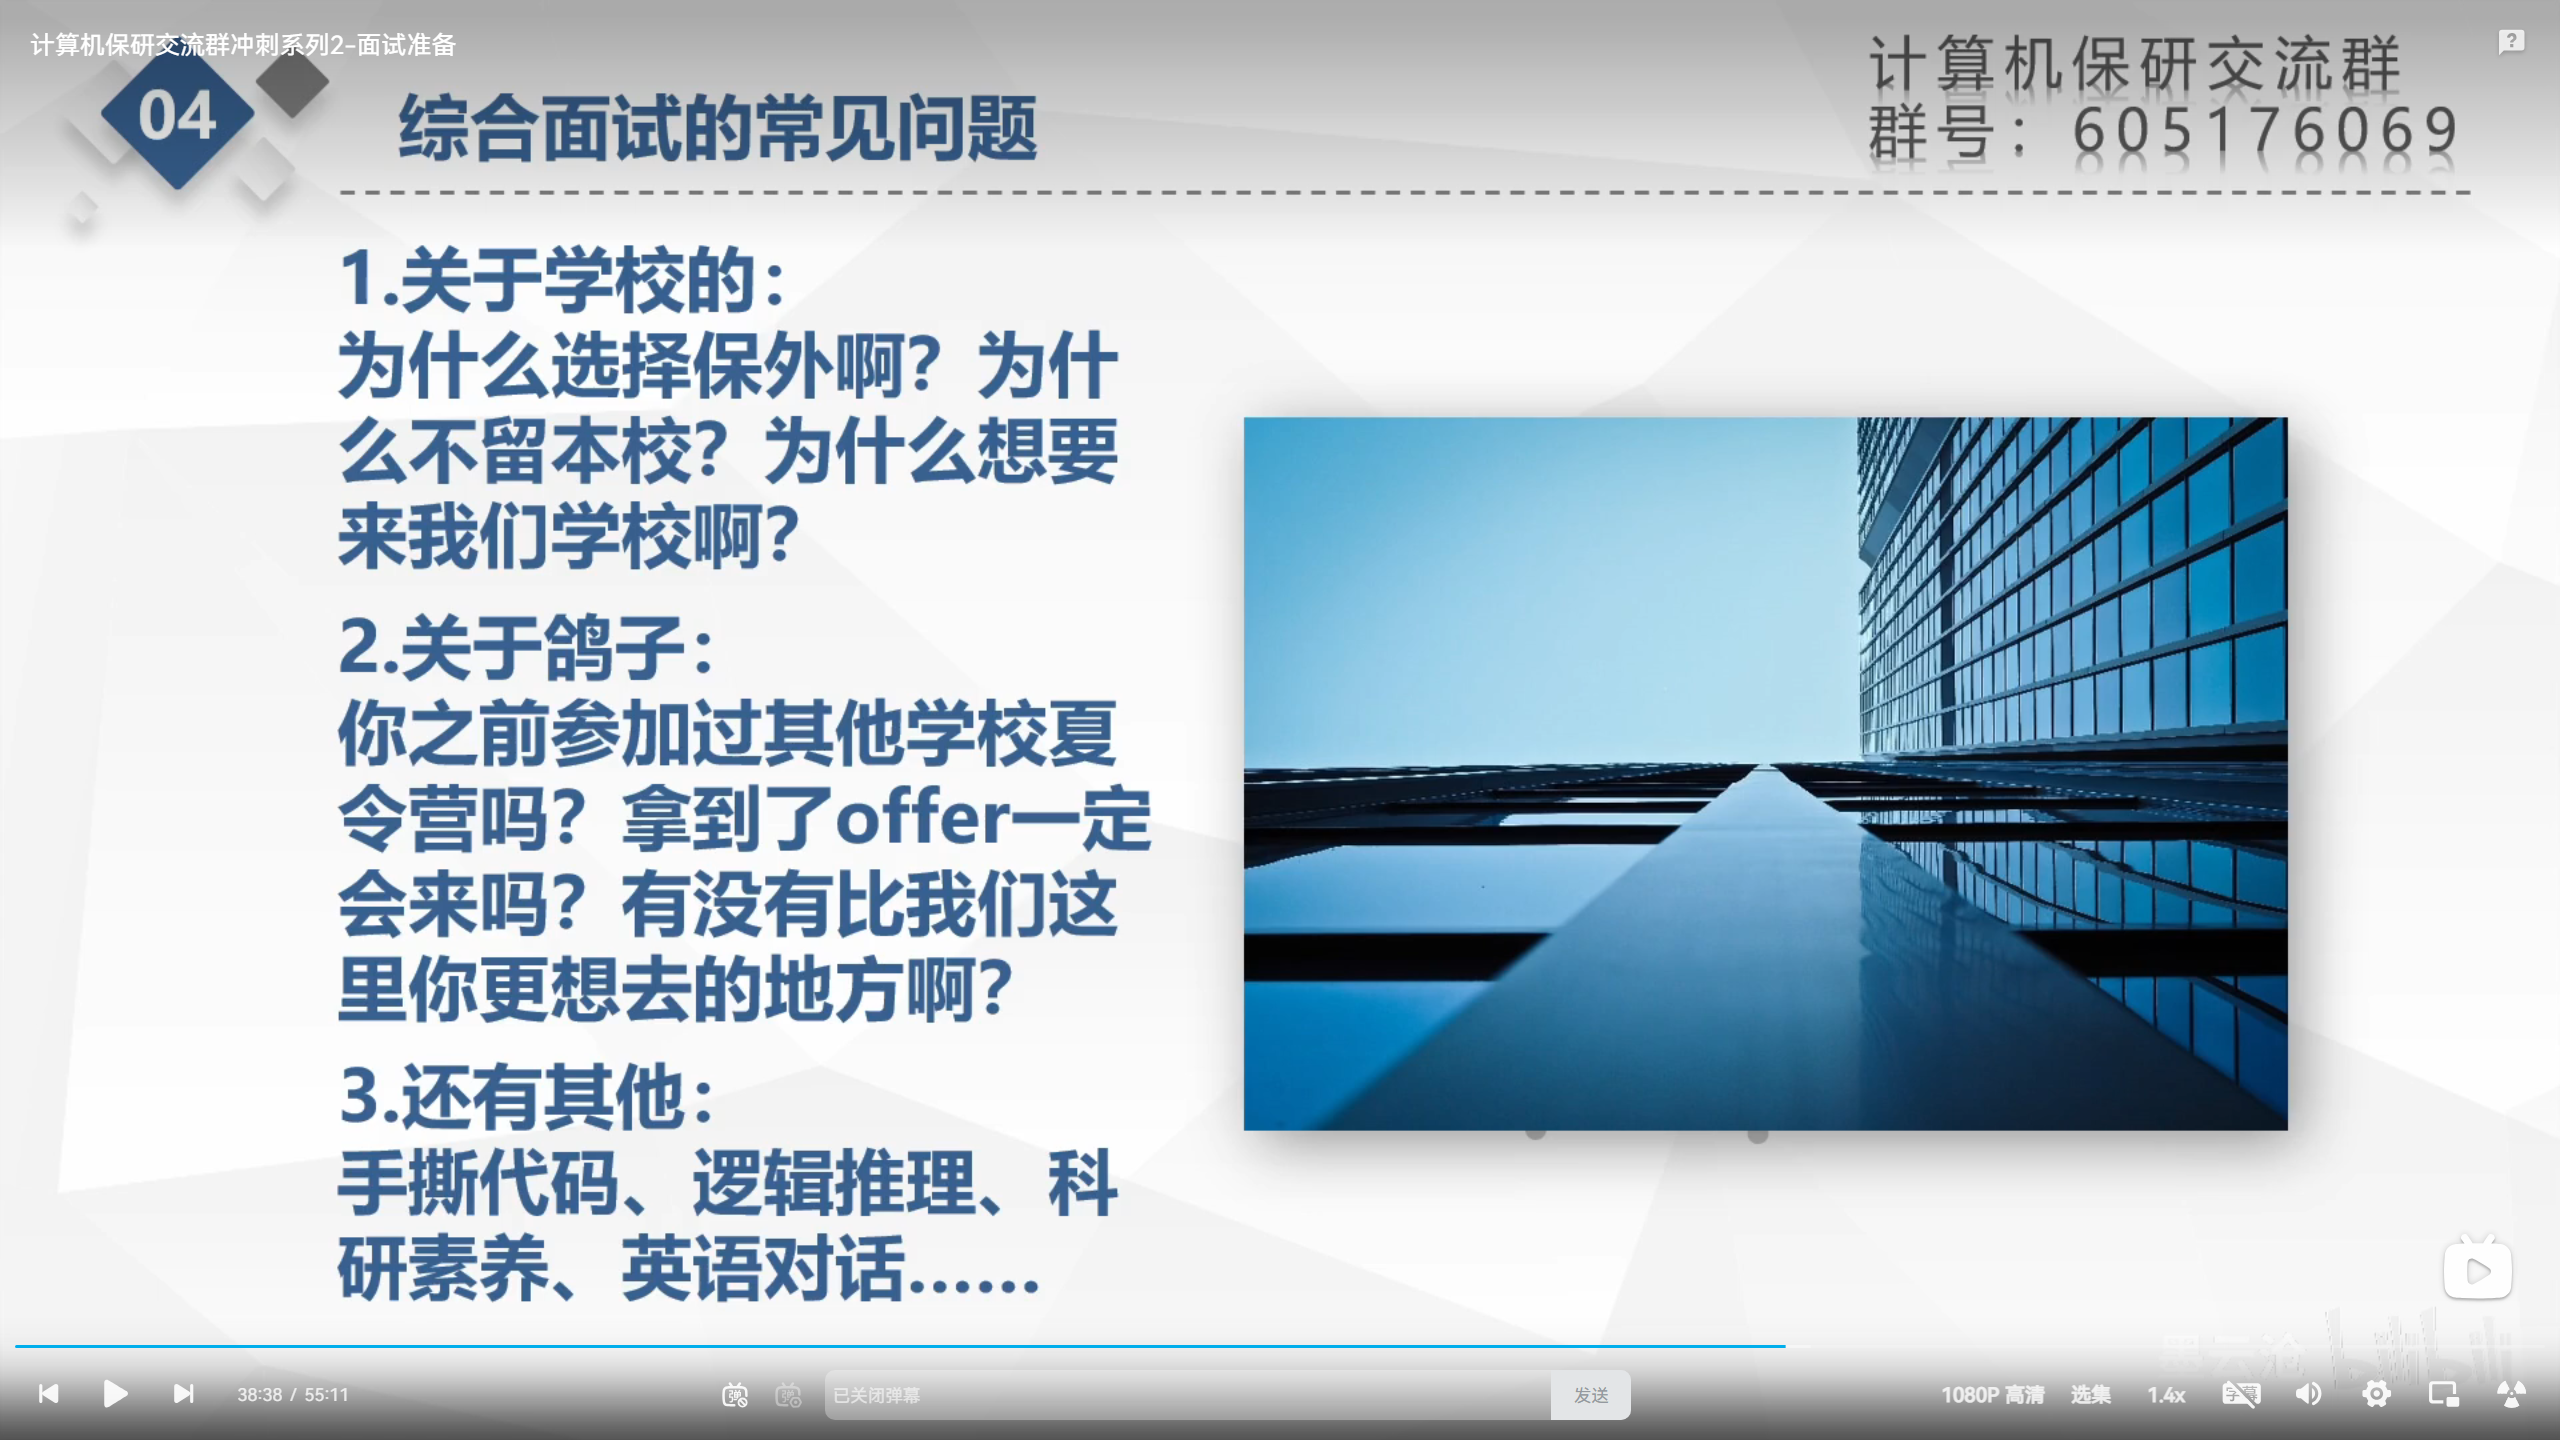 计算机保研交流群冲刺系列2-面试准备
计算机保研交流群
群号：605176069
04
综合面试的常见问题
1.关于学校的：
为什么选择保外啊？为什
么不留本校？为什么想要
来我们学校啊？
2.关于鸽子：
你之前参加过其他学校夏
令营吗？拿到了offer一定
会来吗？有没有比我们这
里你更想去的地方啊？
3.还有其他：
手撕代码、逻辑推理、科
研素养、英语对话……
38:38 / 55:11
弹
弹
已关闭弹幕
发送
1080P 高清
选集
1.4x
字幕
bilibili